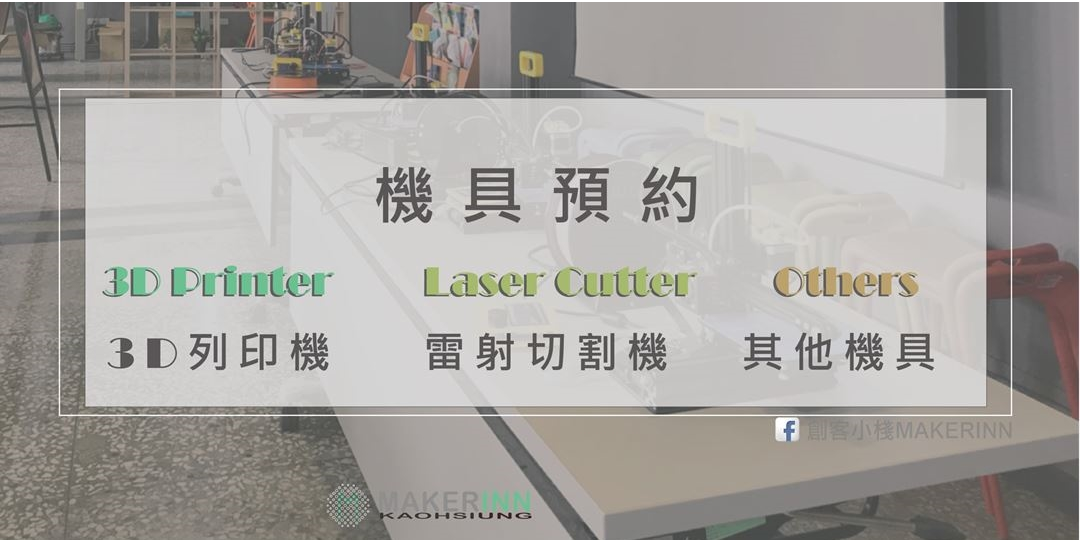 機具預約
3D Printer Laser Cutter Others
3D列印機 雷射切割機 其他機具
f 創客小棧MAKERINN
MAKERINN
KAOHSIUNG